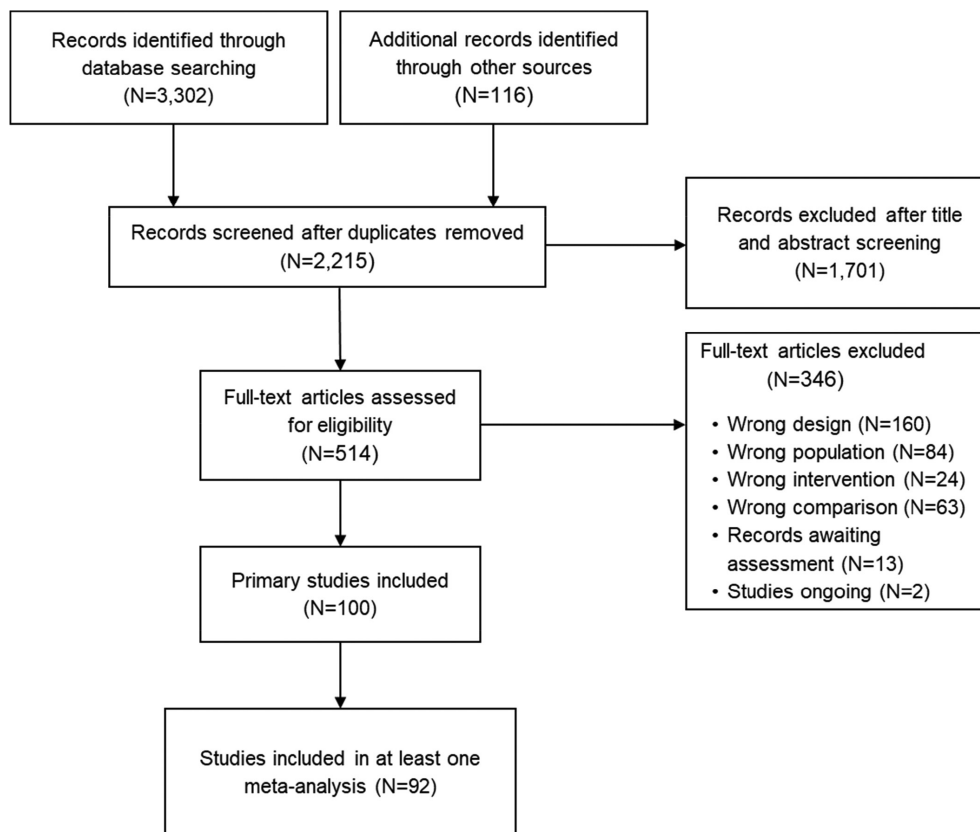 Records identified through
database searching
(N=3,302)
Additional records identified
through other sources
(N=116)
Records screened after duplicates removed
(N=2,215)
Records excluded after title
and abstract screening
(N=1,701)
Full-text articles assessed
for eligibility
(N=514)
Full-text articles excluded
(N=346)
• Wrong design (N=160)
• Wrong population (N=84)
• Wrong intervention (N=24)
• Wrong comparison (N=63)
• Records awaiting
assessment (N=13)
• Studies ongoing (N=2)
Primary studies included
(N=100)
Studies included in at least one
meta-analysis (N=92)